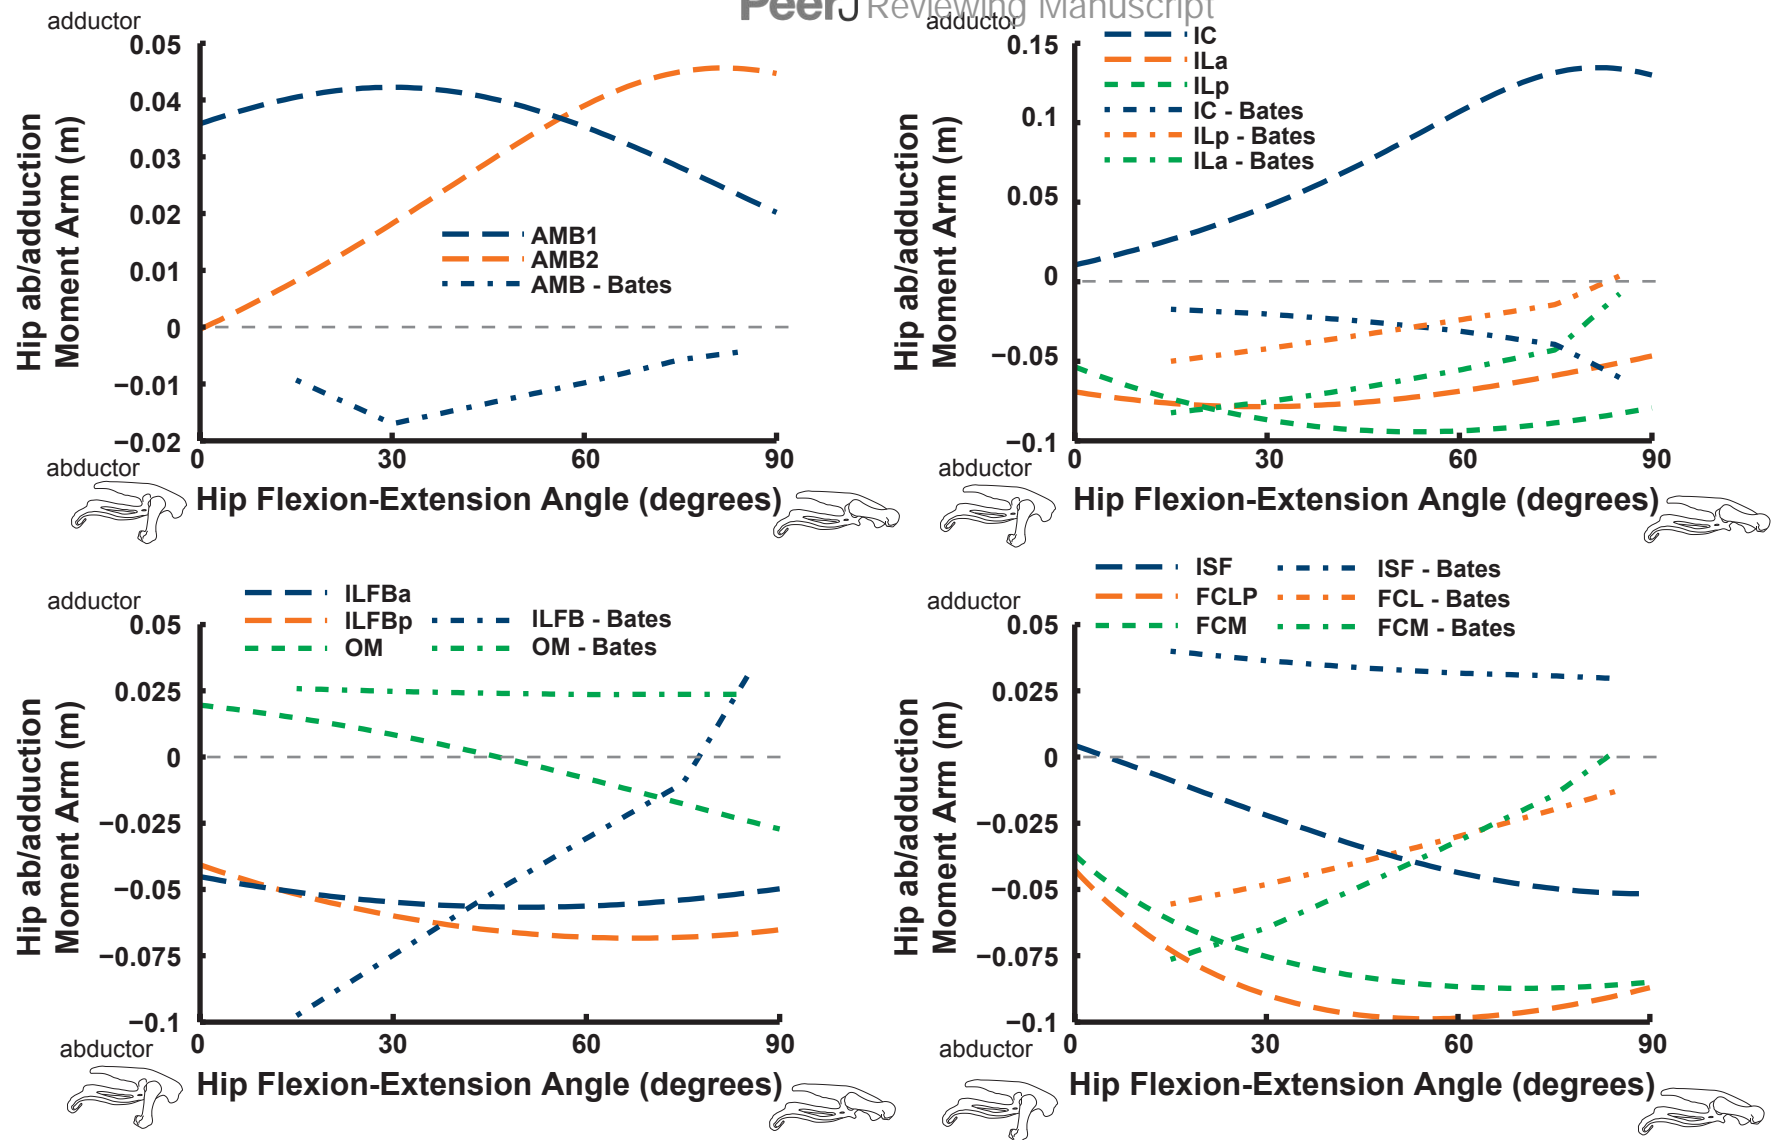 PeerJ Reviewing Manuscript
adductor
0.05
0.04
0.03
0.02
0.01
0
−0.01
−0.02
Hip ab/adduction
Moment Arm (m)
AMB1
AMB2
AMB - Bates
0
30
60
90
abductor
Hip Flexion-Extension Angle (degrees)
adductor
0.15
0.1
0.05
0
−0.05
−0.1
Hip ab/adduction
Moment Arm (m)
IC
ILa
ILp
IC - Bates
ILp - Bates
ILa - Bates
0
30
60
90
abductor
Hip Flexion-Extension Angle (degrees)
adductor
0.05
0.025
0
−0.025
−0.05
−0.075
−0.1
Hip ab/adduction
Moment Arm (m)
ILFBa
ILFBp
OM
ILFB - Bates
OM - Bates
0
30
60
90
abductor
Hip Flexion-Extension Angle (degrees)
adductor
0.05
0.025
0
−0.025
−0.05
−0.075
−0.1
Hip ab/adduction
Moment Arm (m)
ISF
FCLP
FCM
ISF - Bates
FCL - Bates
FCM - Bates
0
30
60
90
abductor
Hip Flexion-Extension Angle (degrees)